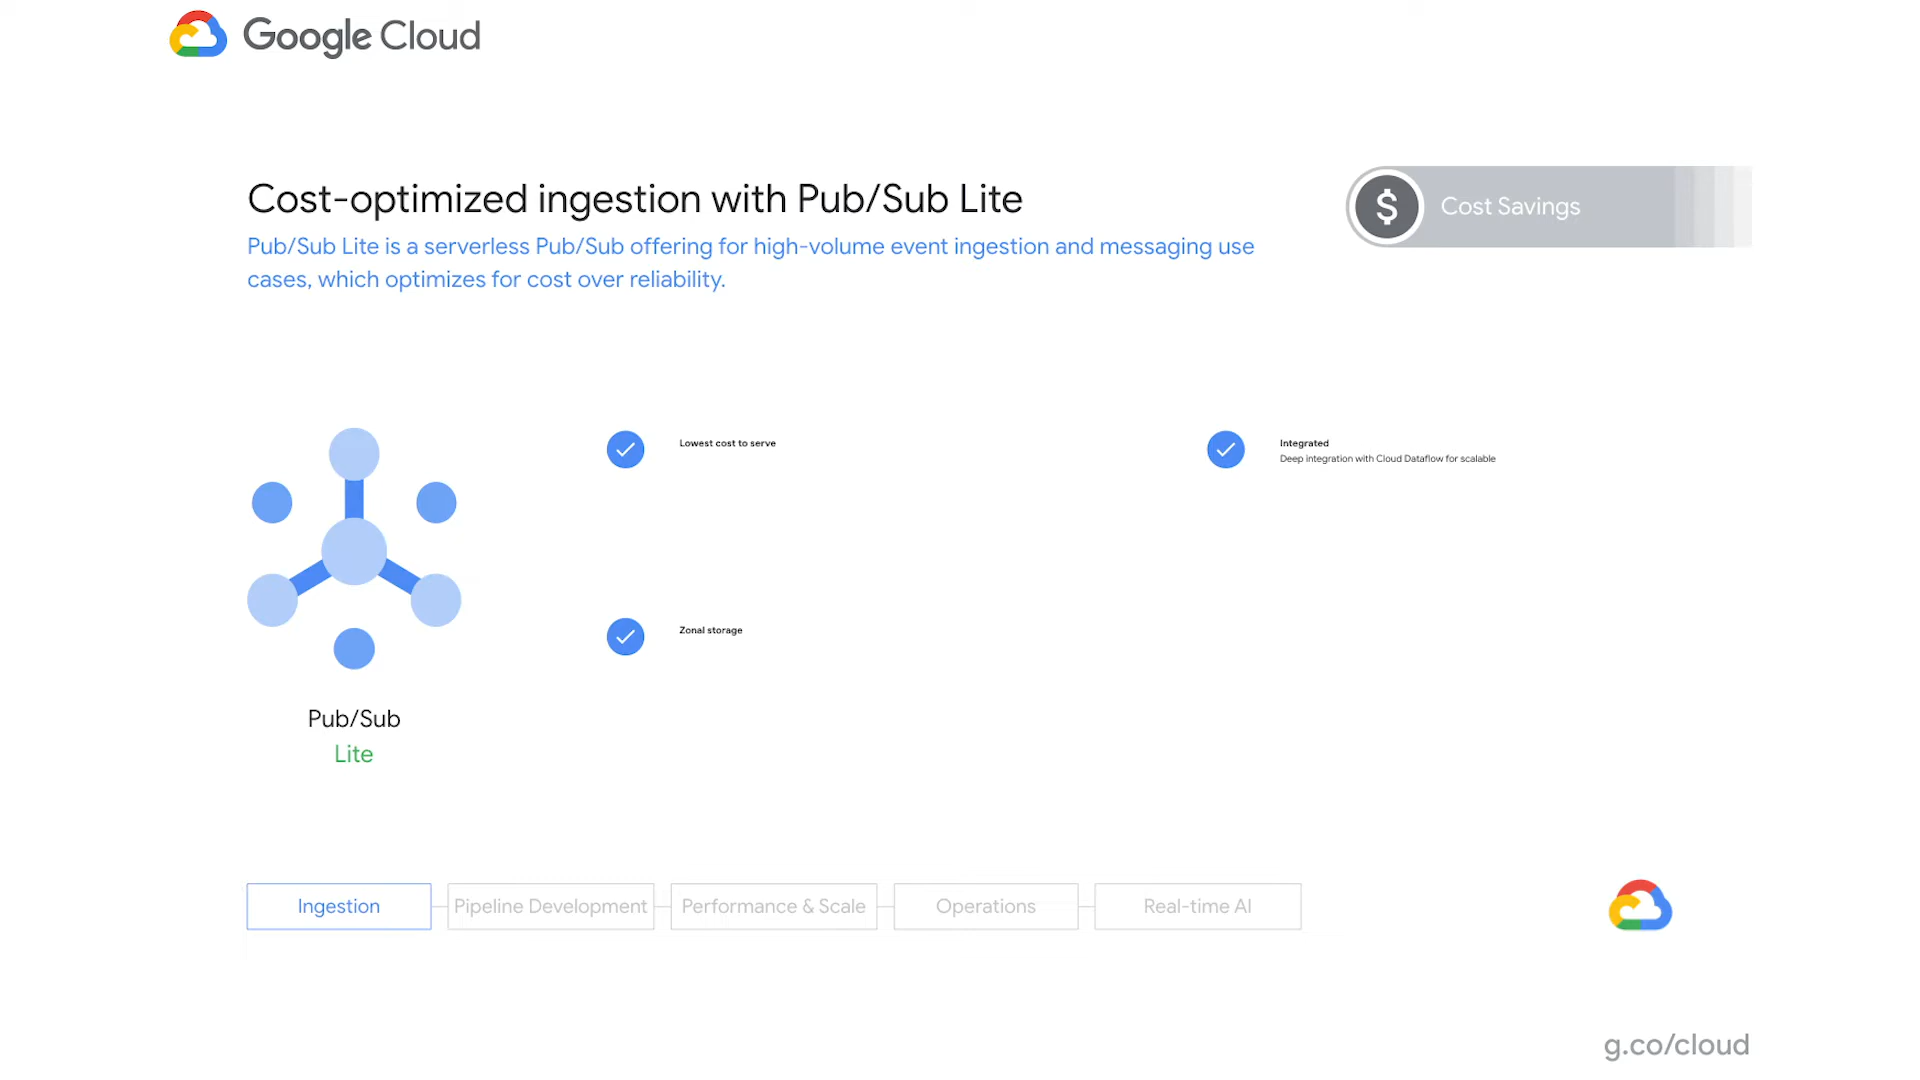 Google Cloud
Cost-optimized ingestion with Pub/Sub Lite
Pub/Sub Lite is a serverless Pub/Sub offering for high-volume event ingestion and messaging use
cases, which optimizes for cost over reliability.
$ Cost Savings
Lowest cost to serve
Integrated
Deep integration with Cloud Dataflow for scalable
Zonal storage
Pub/Sub
Lite
Ingestion
Pipeline Development
Performance & Scale
Operations
Real-time AI
g.co/cloud